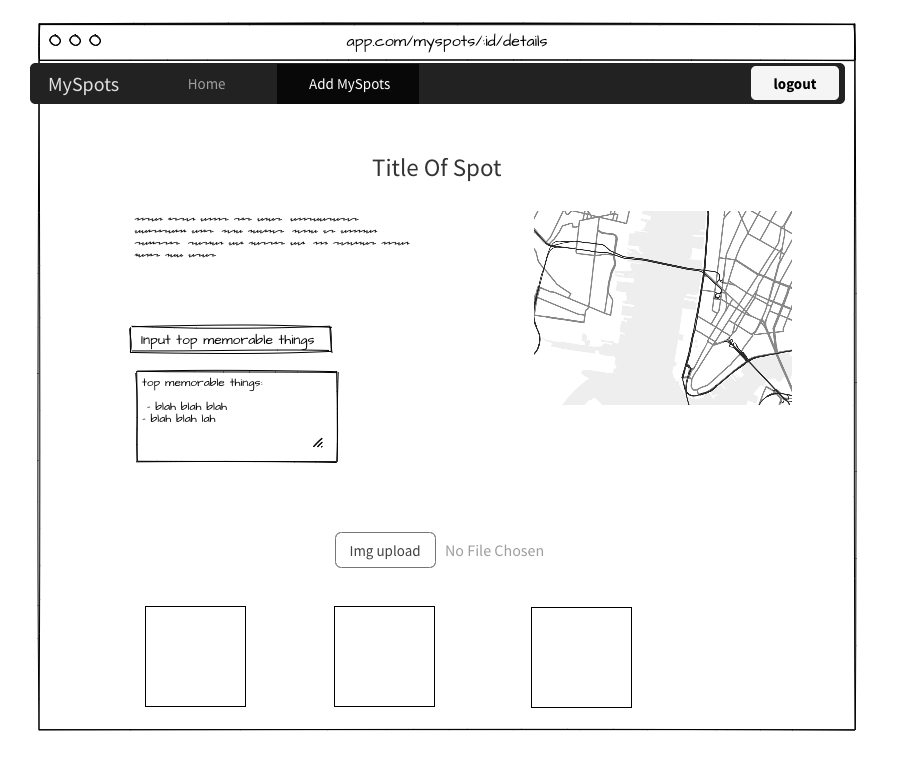 app.com/myspots/:id/details
MySpots Home Add MySpots logout
Title Of Spot
Input top memorable things
top memorable things:
- blah blah blah
- blah blah lah
Img upload No File Chosen